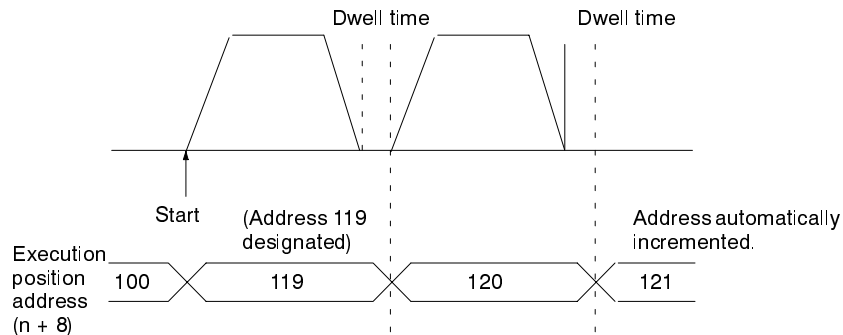 Dwell time
Dwell time
Start
(Address 119
designated)
Address automatically
incremented.
Execution
position
address
(n + 8)
100
119
120
121